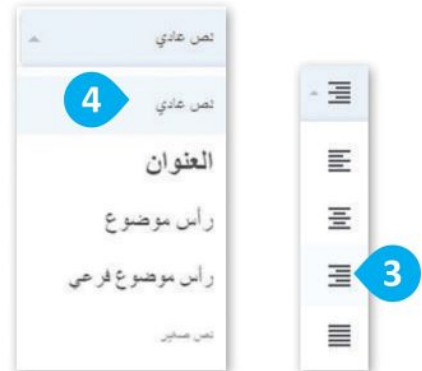 نص عادي
4
نص عادي
العنوان
رأس موضوع
رأس موضوع فرعي
نص صغير
3